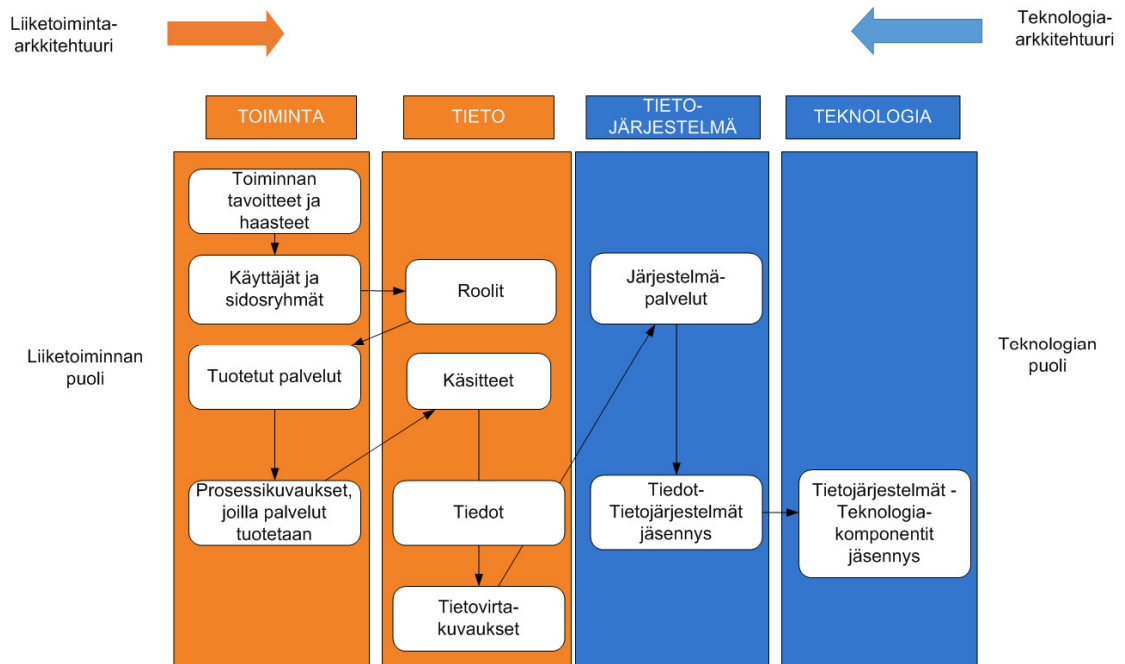 Liiketoiminta-
arkkitehtuuri
Teknologia-
arkkitehtuuri
TOIMINTA
TIETO
TIETO-
JÄRJESTELMÄ
TEKNOLOGIA
Toiminnan
tavoitteet ja
haasteet
Käyttäjät ja
sidosryhmät
Roolit
Järjestelmä-
palvelut
Liiketoiminnan
puoli
Tuotetut palvelut
Käsitteet
Teknologian
puoli
Prosessikuvaukset,
joilla palvelut
tuotetaan
Tiedot
Tiedot-
Tietojärjestelmät
jäsennys
Tietojärjestelmät -
Teknologia-
komponentit
jäsennys
Tietovirta-
kuvaukset